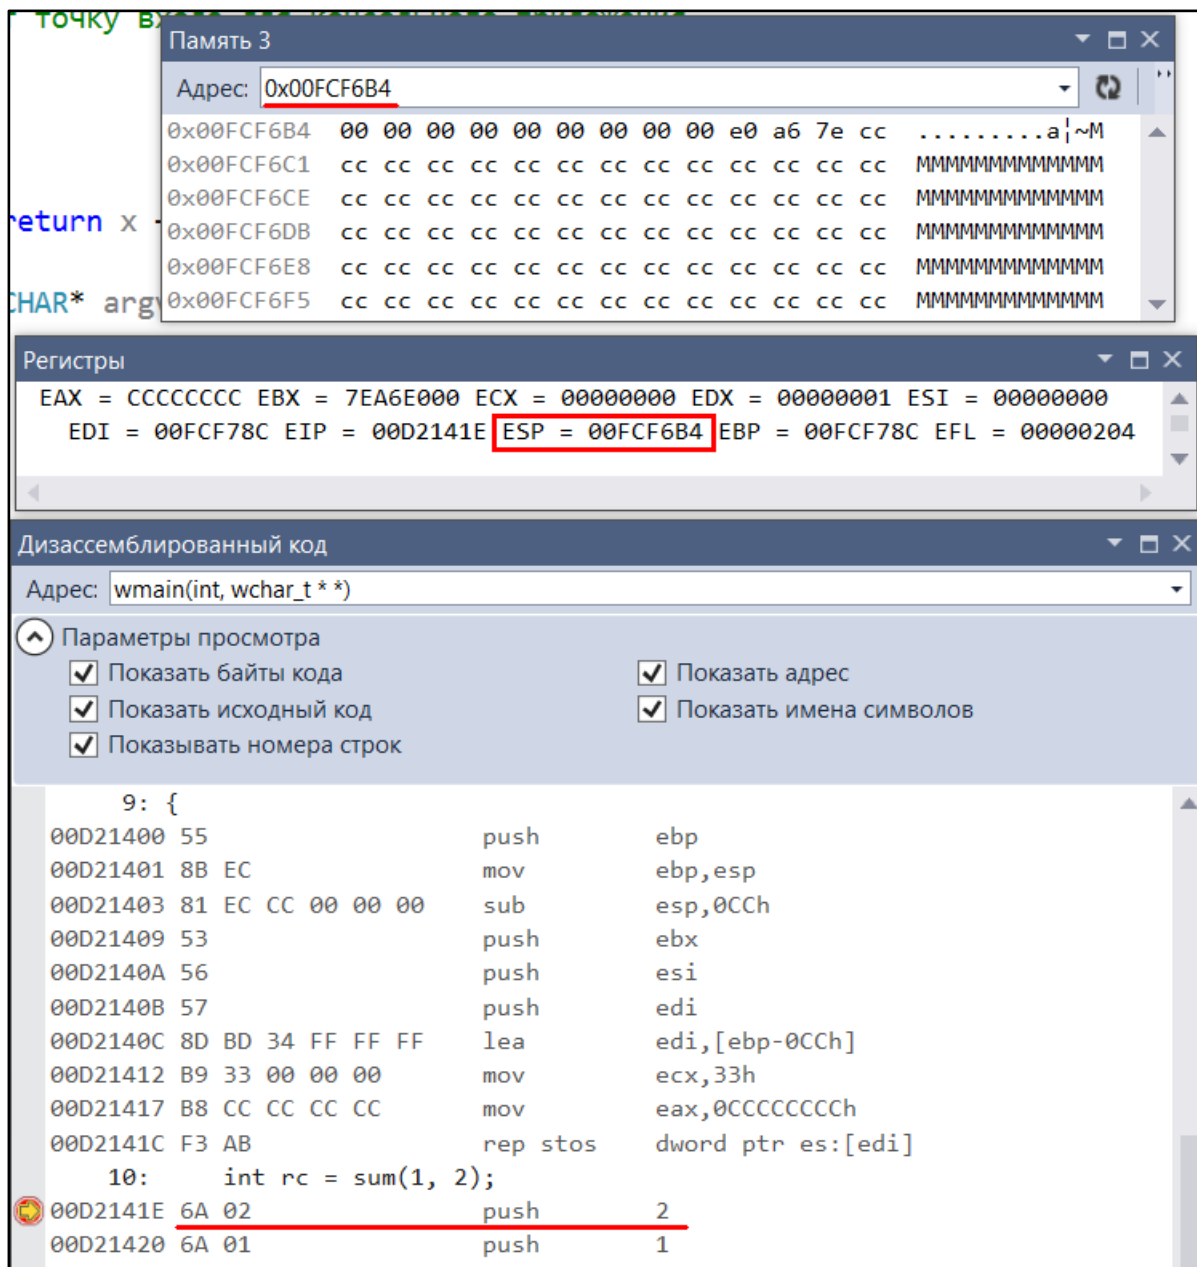 точку
Память 3
Адрес: 0x00FCF6B4
0x00FCF6B4 00 00 00 00 00 00 00 00 00 e0 a6 7e cc .........а¦~М
0x00FCF6C1 cc cc cc cc cc cc cc cc cc cc cc cc cc МММММММММММММ
0x00FCF6CE cc cc cc cc cc cc cc cc cc cc cc cc cc МММММММММММММ
0x00FCF6DB cc cc cc cc cc cc cc cc cc cc cc cc cc МММММММММММММ
return x
0x00FCF6E8 cc cc cc cc cc cc cc cc cc cc cc cc cc МММММММММММММ
CHAR* argv
0x00FCF6F5 cc cc cc cc cc cc cc cc cc cc cc cc cc МММММММММММММ
Регистры
EAX = CCCCCCCC EBX = 7EA6E000 ECX = 00000000 EDX = 00000001 ESI = 00000000
EDI = 00FCF78C EIP = 00D2141E ESP = 00FCF6B4 EBP = 00FCF78C EFL = 00000204
Дизассемблированный код
Адрес: wmain(int, wchar_t * *)
Параметры просмотра
Показать байты кода Показать адрес
Показать исходный код Показать имена символов
Показывать номера строк
9: {
00D21400 55 push ebp
00D21401 8B EC mov ebp,esp
00D21403 81 EC CC 00 00 00 sub esp,0CCh
00D21409 53 push ebx
00D2140A 56 push esi
00D2140B 57 push edi
00D2140C 8D BD 34 FF FF FF lea edi,[ebp-0CCh]
00D21412 B9 33 00 00 00 mov ecx,33h
00D21417 B8 CC CC CC CC mov eax,0CCCCCCCCh
00D2141C F3 AB rep stos dword ptr es:[edi]
10: int rc = sum(1, 2);
00D2141E 6A 02 push 2
00D21420 6A 01 push 1